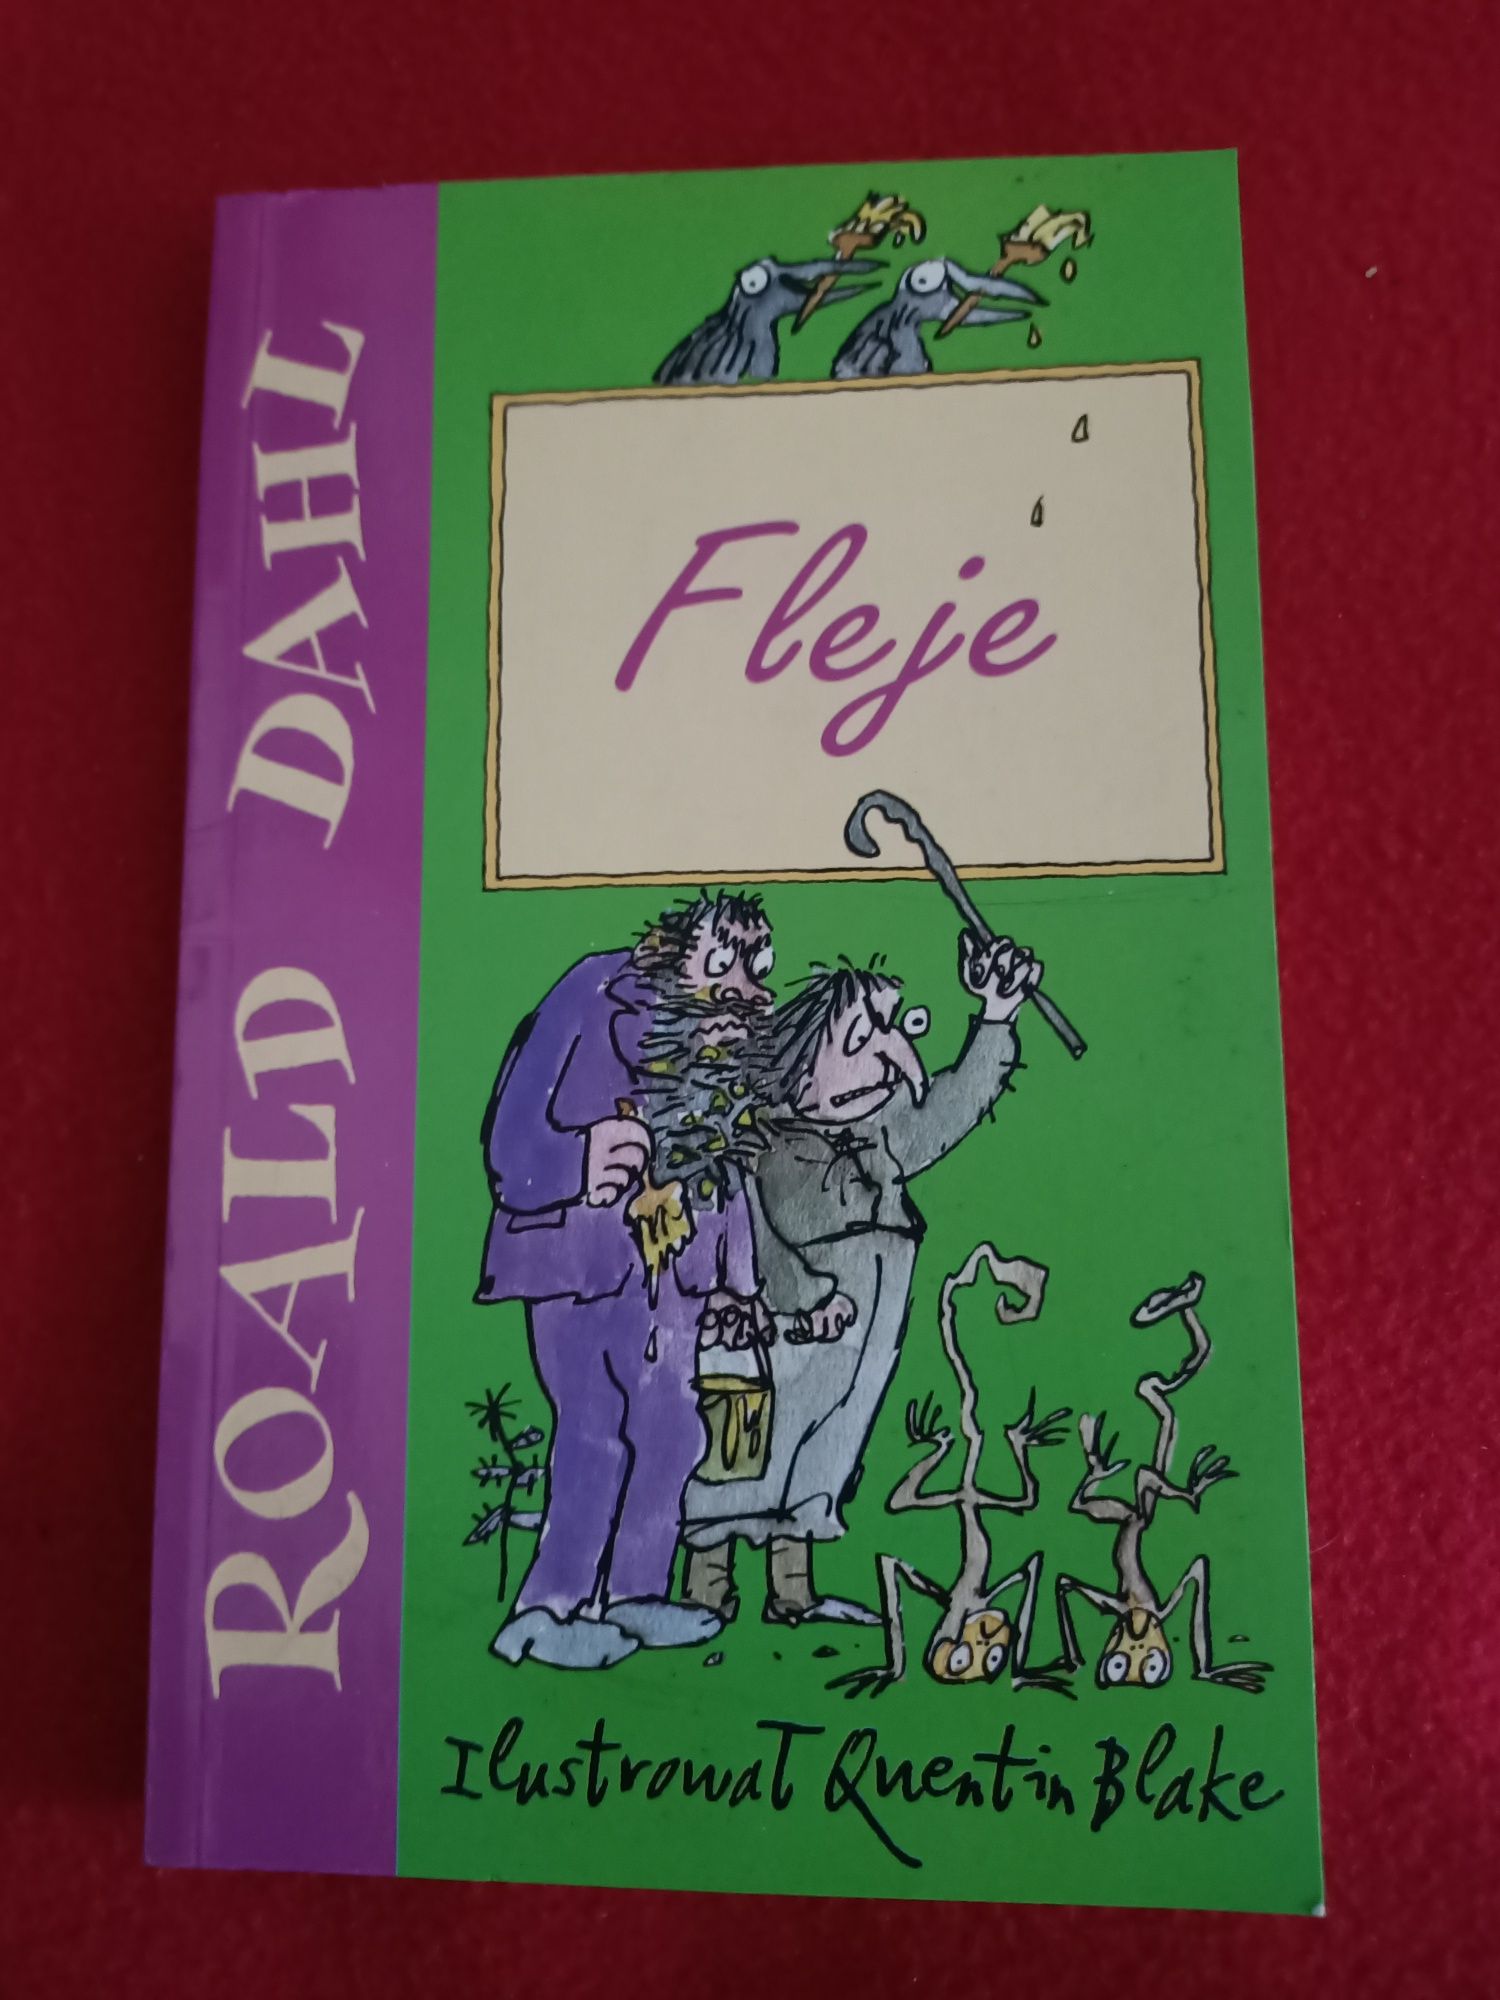 ROALD DAHL
Fleje
Ilustrował Quentin Blake